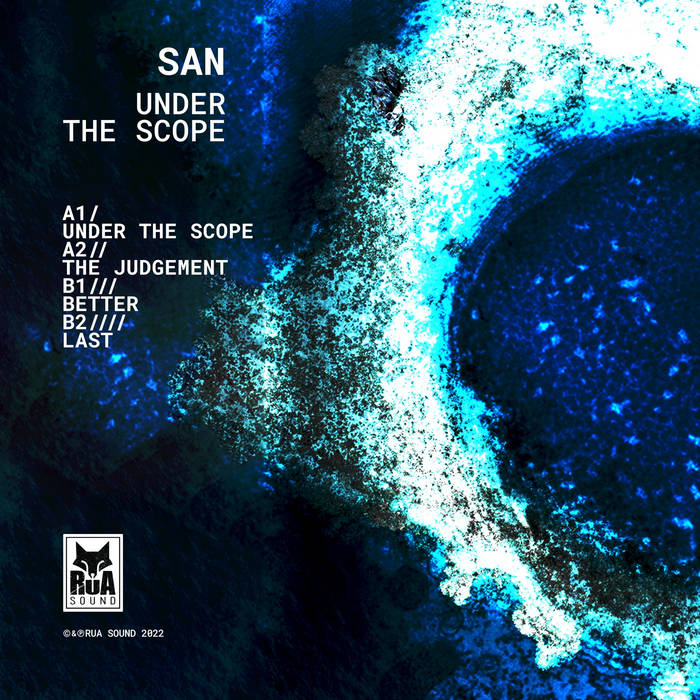 SAN
UNDER
THE SCOPE
A1/
UNDER THE SCOPE
A2//
THE JUDGEMENT
B1///
BETTER
B2////
LAST
RUA
SOUND
©&℗RUA SOUND 2022